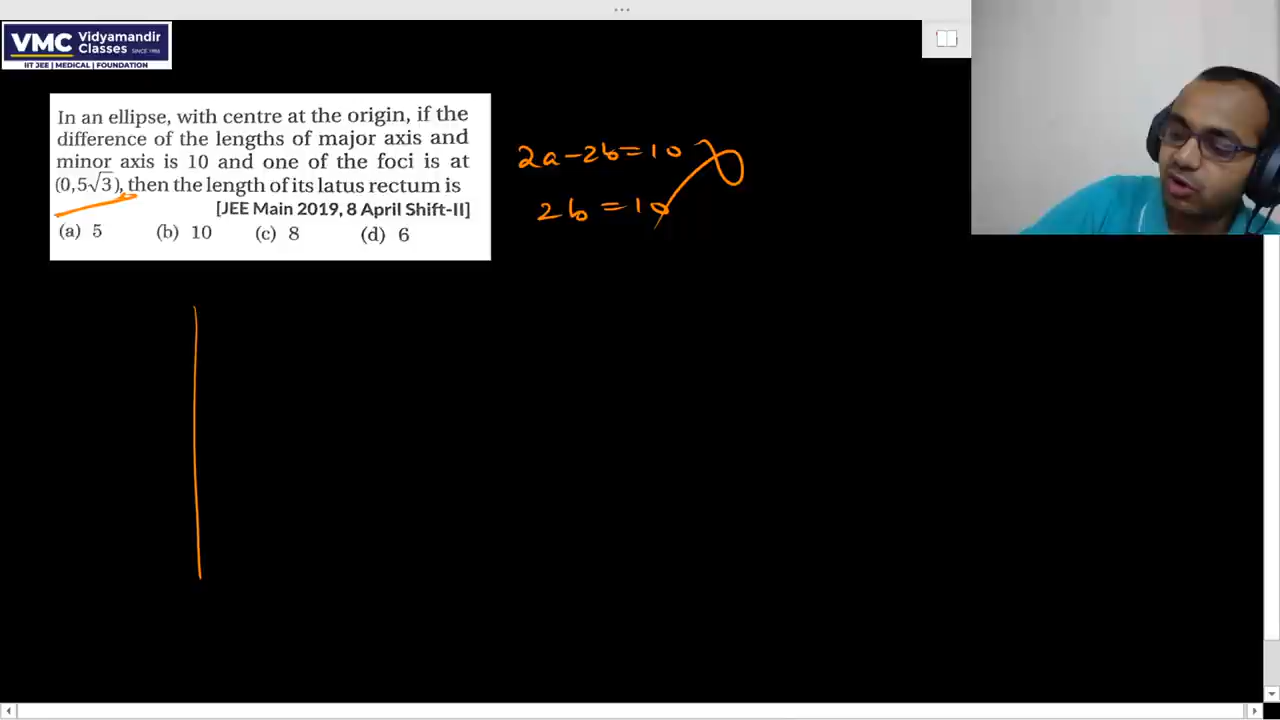 VMC Vidyamandir
Classes
SINCE 1986
IIT JEE | MEDICAL | FOUNDATION
In an ellipse, with centre at the origin, if the
difference of the lengths of major axis and
minor axis is 10 and one of the foci is at
(0,5√3), then the length of its latus rectum is
[JEE Main 2019, 8 April Shift-II]
(a) 5 (b) 10 (c) 8 (d) 6
2a-2b=10
2b=10